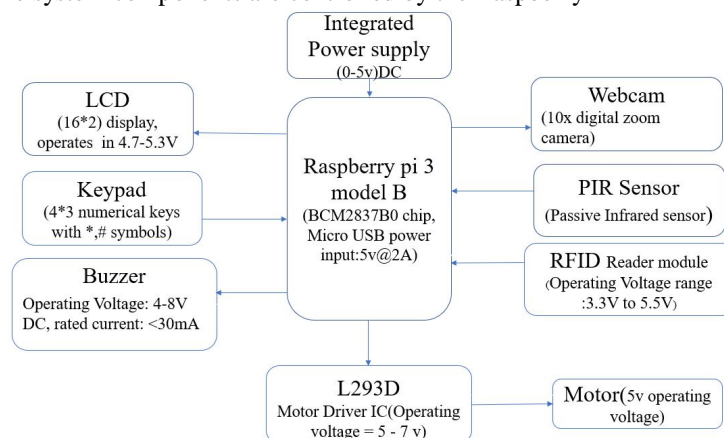 Integrated
Power supply
(0-5v)DC
LCD
(16*2) display,
operates in 4.7-5.3V
Webcam
(10x digital zoom
camera)
Raspberry pi 3
model B
(BCM2837B0 chip,
Micro USB power
input:5v@2A)
Keypad
(4*3 numerical keys
with *,# symbols)
PIR Sensor
(Passive Infrared sensor)
Buzzer
Operating Voltage: 4-8V
DC, rated current: <30mA
RFID Reader module
(Operating Voltage range
:3.3V to 5.5V)
L293D
Motor Driver IC(Operating
voltage = 5 - 7 v)
Motor(5v operating
voltage)